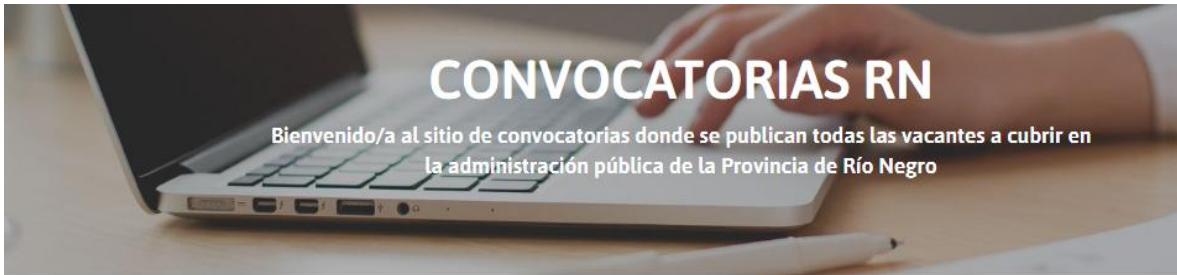 CONVOCATORIAS RN
Bienvenido/a al sitio de convocatorias donde se publican todas las vacantes a cubrir en
la administración pública de la Provincia de Río Negro